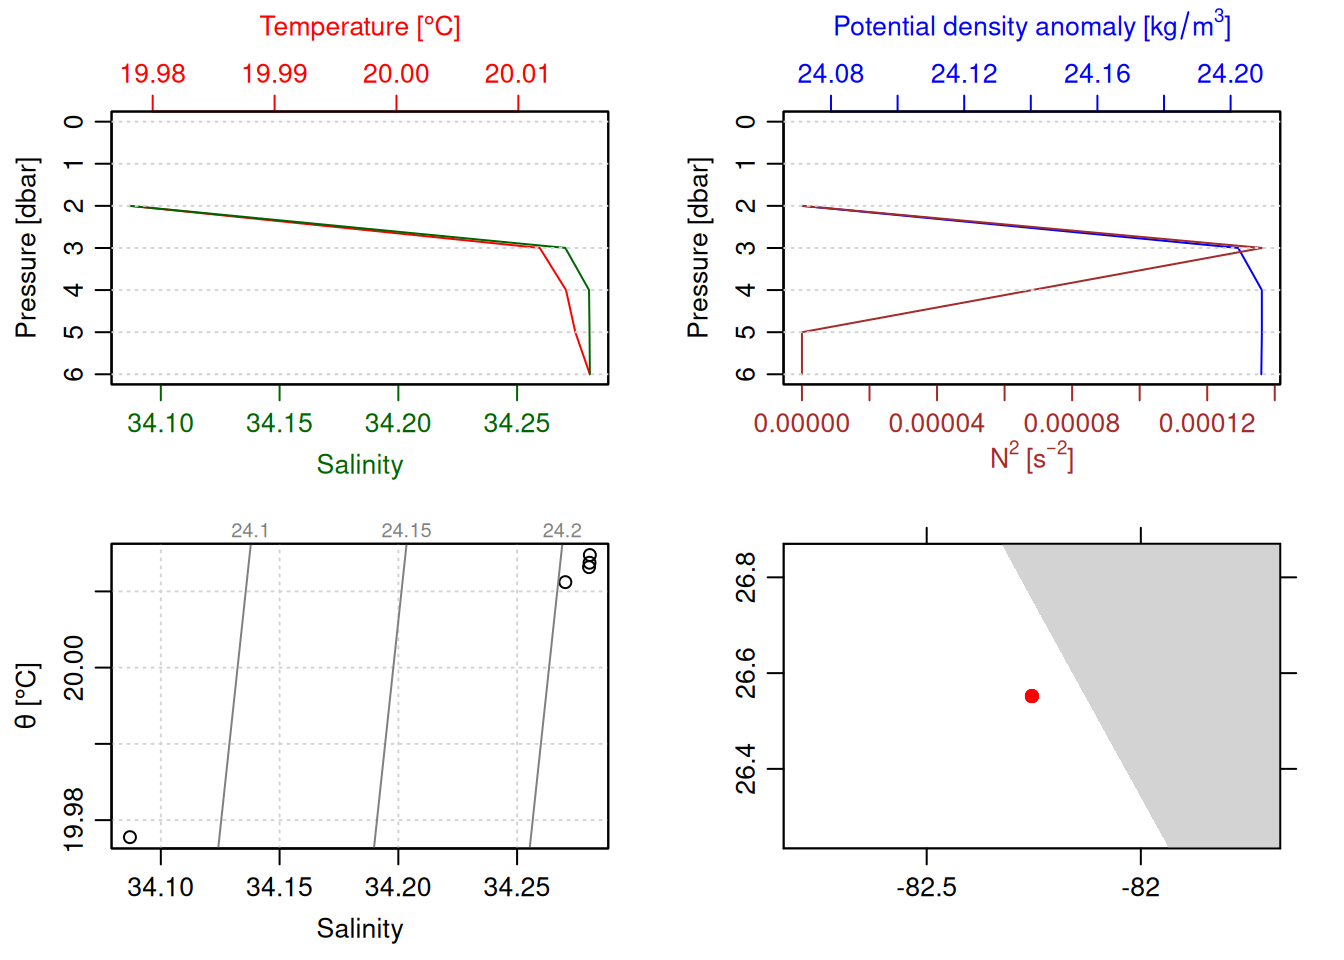 Temperature [°C]
19.98 19.99 20.00 20.01
Pressure [dbar]
0
1
2
3
4
5
6
34.10 34.15 34.20 34.25
Salinity
Potential density anomaly [kg/m³]
24.08 24.12 24.16 24.20
Pressure [dbar]
0
1
2
3
4
5
6
0.00000 0.00004 0.00008 0.00012
N² [s⁻²]
24.1 24.15 24.2
θ [°C]
20.00
19.98
34.10 34.15 34.20 34.25
Salinity
26.8
26.6
26.4
-82.5 -82